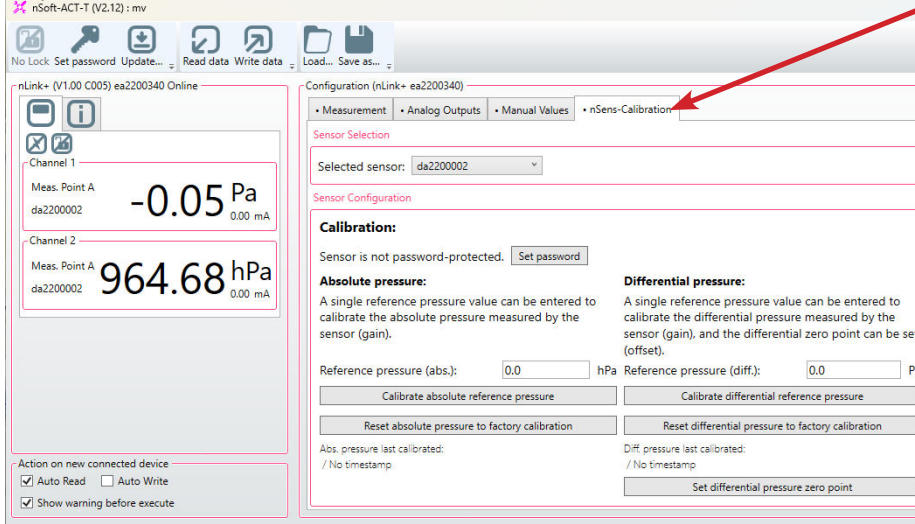 nSoft-ACT-T (V2.12) : mv
No Lock Set password Update... Read data Write data Load... Save as...
nLink+ (V1.00 C005) ea2200340 Online
Channel 1
Meas. Point A
da2200002
-0.05 Pa
0.00 mA
Channel 2
Meas. Point A
da2200002
964.68 hPa
0.00 mA
Action on new connected device
Auto Read Auto Write
Show warning before execute
Configuration (nLink+ ea2200340)
• Measurement • Analog Outputs • Manual Values • nSens-Calibration
Sensor Selection
Selected sensor: da2200002
Sensor Configuration
Calibration:
Sensor is not password-protected. Set password
Absolute pressure:
A single reference pressure value can be entered to
calibrate the absolute pressure measured by the
sensor (gain).
Reference pressure (abs.): 0.0 hPa
Calibrate absolute reference pressure
Reset absolute pressure to factory calibration
Abs. pressure last calibrated:
/ No timestamp
Differential pressure:
A single reference pressure value can be entered to
calibrate the differential pressure measured by the
sensor (gain), and the differential zero point can be se
(offset).
Reference pressure (diff.): 0.0 P
Calibrate differential reference pressure
Reset differential pressure to factory calibration
Diff. pressure last calibrated:
/ No timestamp
Set differential pressure zero point